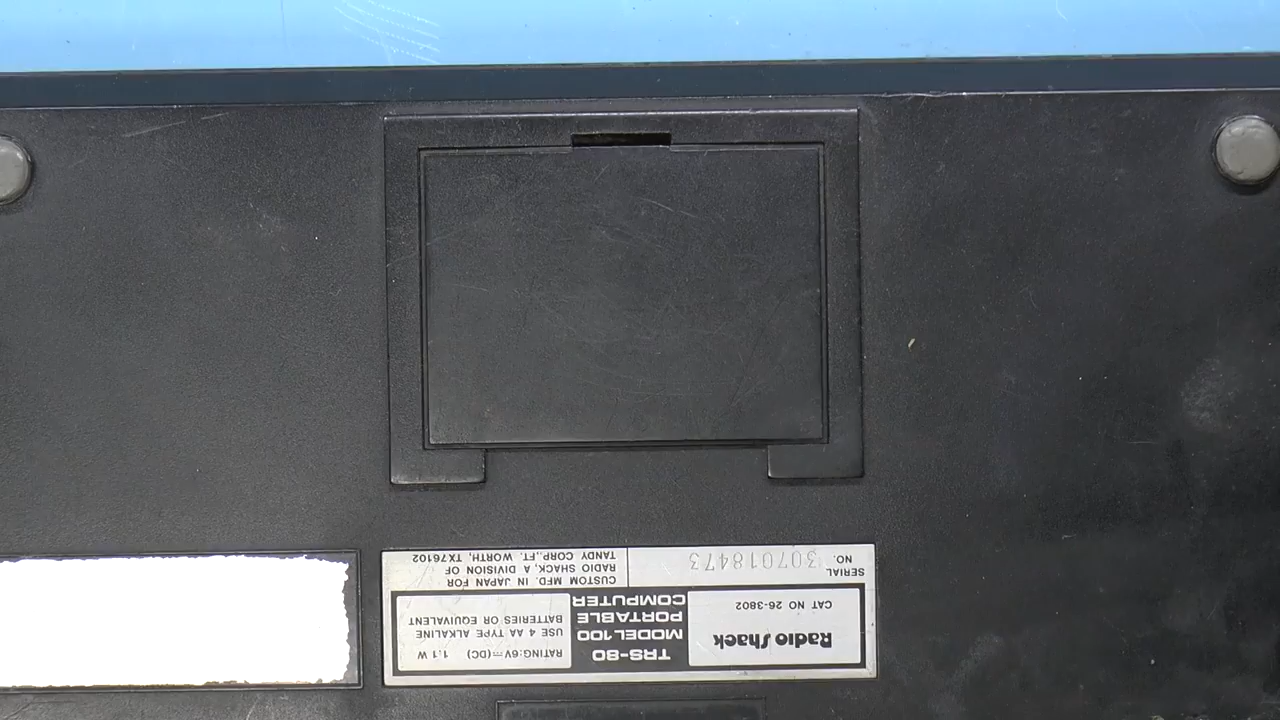 Radio Shack
CAT NO 26-3802
TRS-80
MODEL 100
PORTABLE
COMPUTER
RATING:6V⎓(DC) 1.1 W
USE 4 AA TYPE ALKALINE
BATTERIES OR EQUIVALENT
SERIAL
NO. 307018473
CUSTOM MFD. IN JAPAN FOR
RADIO SHACK, A DIVISION OF
TANDY CORP., FT. WORTH, TX76102